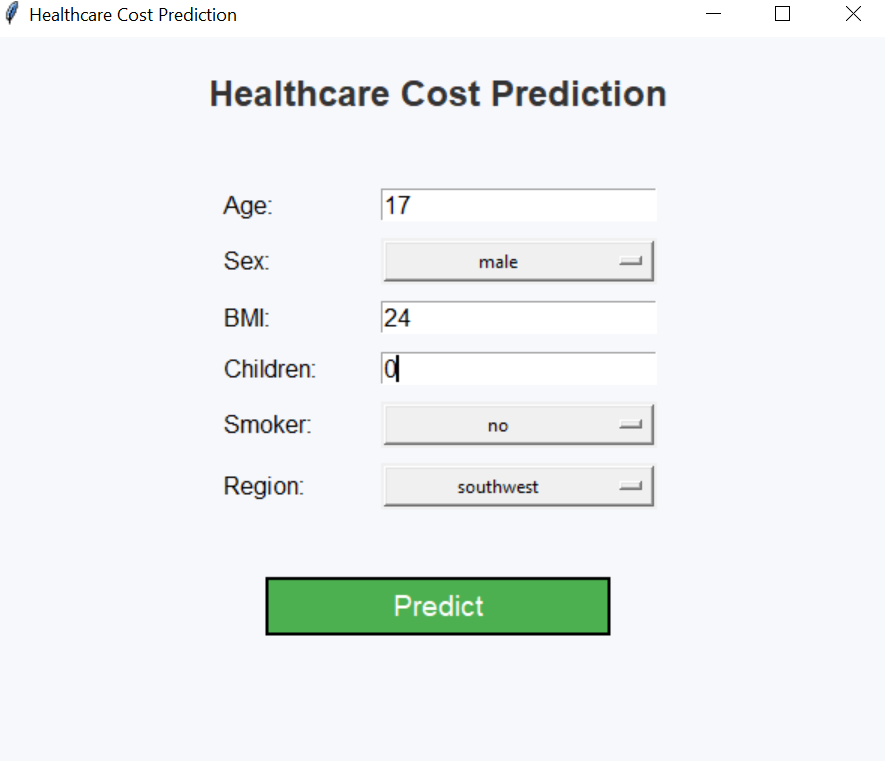 Healthcare Cost Prediction
Healthcare Cost Prediction
Age: 17
Sex: male
BMI: 24
Children: 0
Smoker: no
Region: southwest
Predict